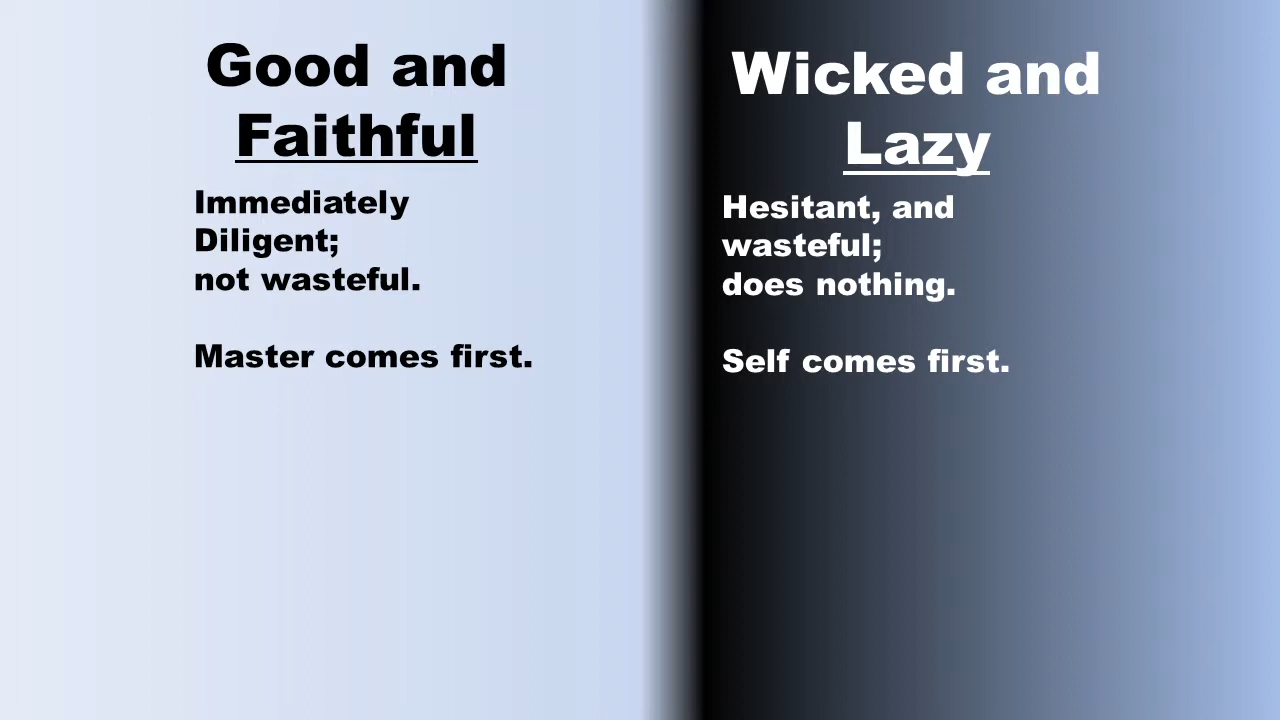 Good and
Faithful
Immediately
Diligent;
not wasteful.
Master comes first.
Wicked and
Lazy
Hesitant, and
wasteful;
does nothing.
Self comes first.